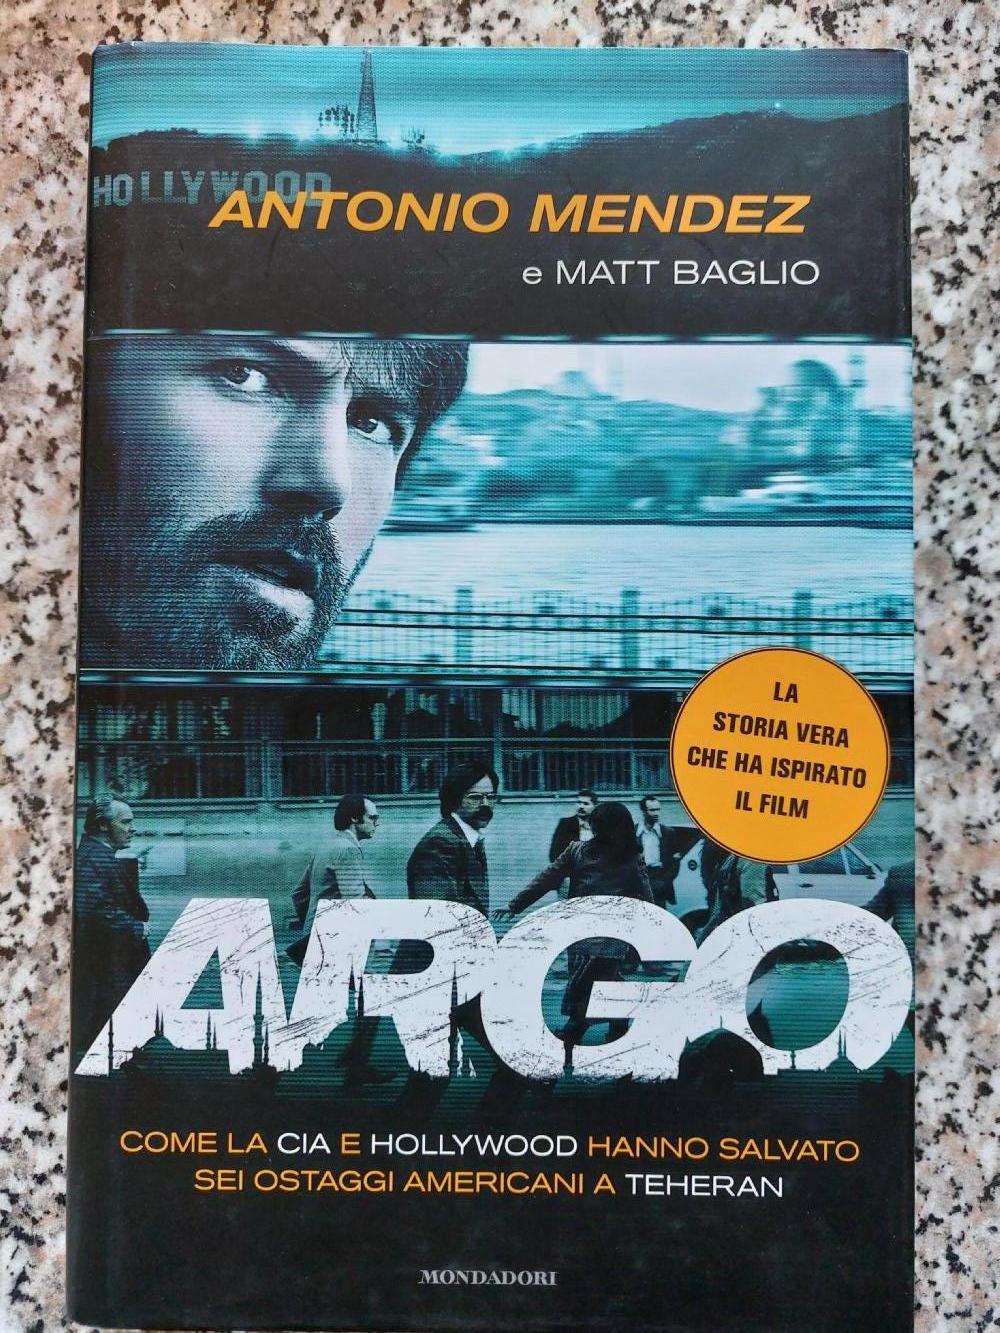 HOLLYWOOD
ANTONIO MENDEZ
e MATT BAGLIO
LA
STORIA VERA
CHE HA ISPIRATO
IL FILM
ARGO
COME LA CIA E HOLLYWOOD HANNO SALVATO
SEI OSTAGGI AMERICANI A TEHERAN
MONDADORI